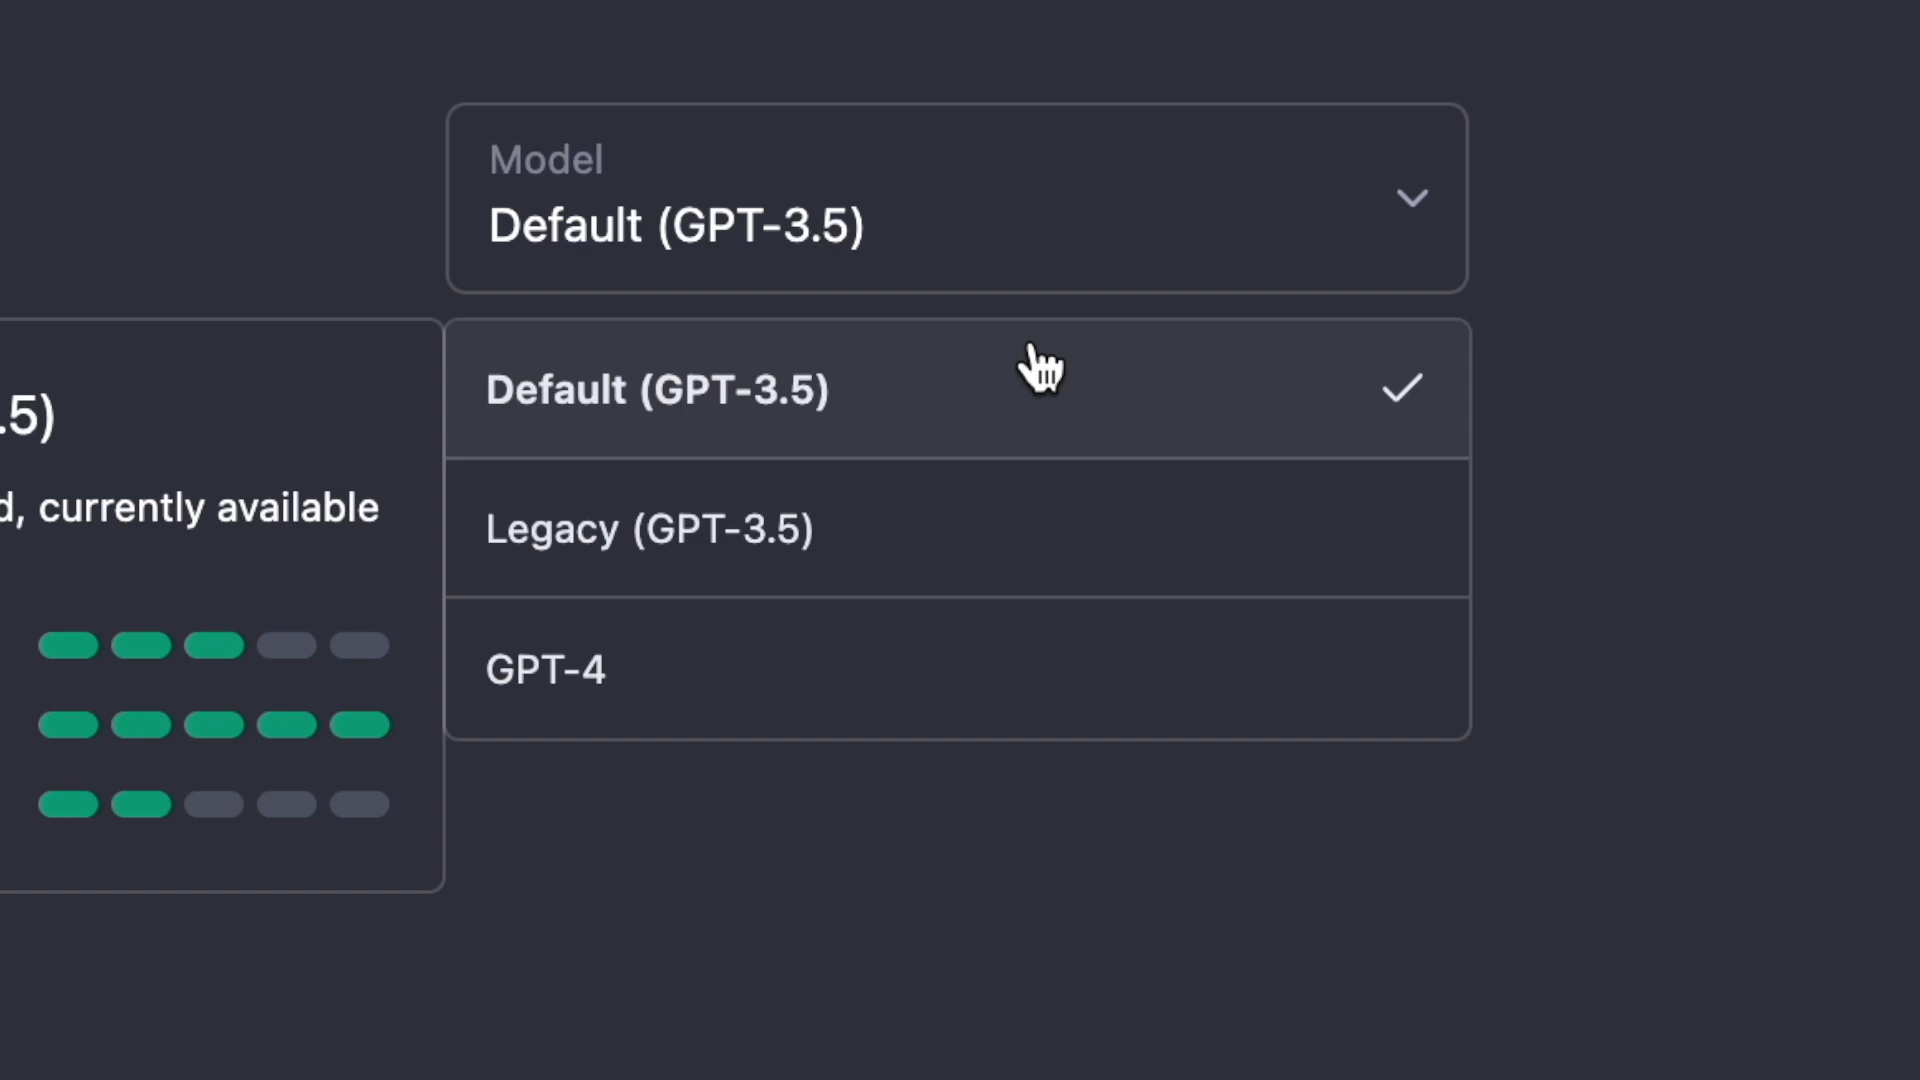 Model
Default (GPT-3.5)
Default (GPT-3.5)
Legacy (GPT-3.5)
GPT-4
.5)
d, currently available